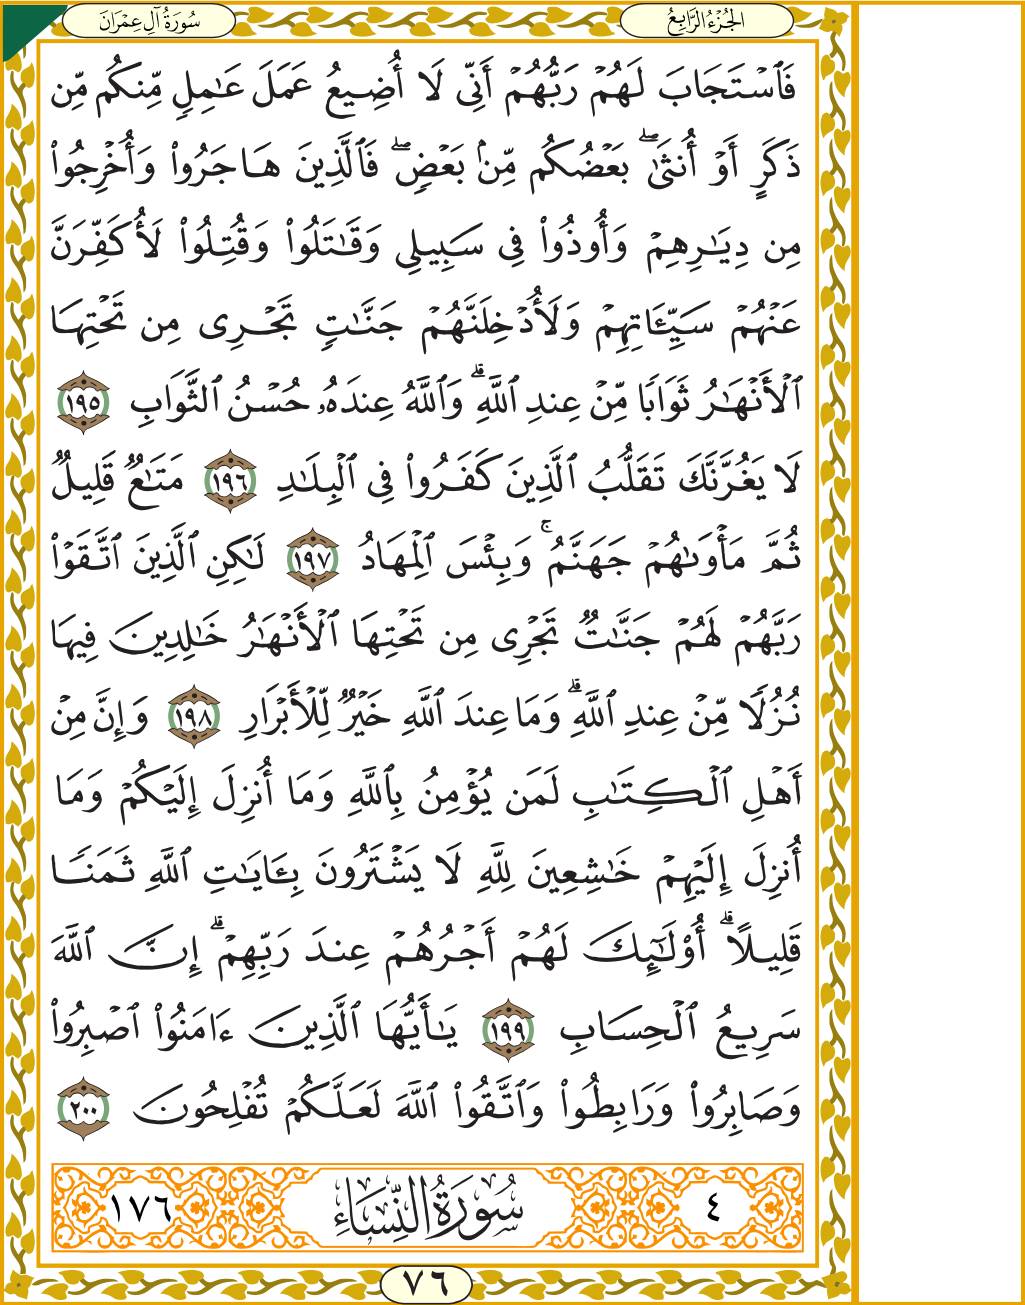 الجُزْءُ الرَّابِعُ
سُورَةُ آلِ عِمْرَانَ
فَٱسۡتَجَابَ لَهُمۡ رَبُّهُمۡ أَنِّي لَآ أُضِيعُ عَمَلَ عَٰمِلٖ مِّنكُم مِّن
ذَكَرٍ أَوۡ أُنثَىٰۖ بَعۡضُكُم مِّنۢ بَعۡضٖۖ فَٱلَّذِينَ هَاجَرُواْ وَأُخۡرِجُواْ
مِن دِيَٰرِهِمۡ وَأُوذُواْ فِي سَبِيلِي وَقَٰتَلُواْ وَقُتِلُواْ لَأُكَفِّرَنَّ
عَنۡهُمۡ سَيِّـَٔاتِهِمۡ وَلَأُدۡخِلَنَّهُمۡ جَنَّٰتٖ تَجۡرِي مِن تَحۡتِهَا
ٱلۡأَنۡهَٰرُ ثَوَابٗا مِّنۡ عِندِ ٱللَّهِۚ وَٱللَّهُ عِندَهُۥ حُسۡنُ ٱلثَّوَابِ ١٩٥
لَا يَغُرَّنَّكَ تَقَلُّبُ ٱلَّذِينَ كَفَرُواْ فِي ٱلۡبِلَٰدِ ١٩٦ مَتَٰعٞ قَلِيلٞ
ثُمَّ مَأۡوَىٰهُمۡ جَهَنَّمُۚ وَبِئۡسَ ٱلۡمِهَادُ ١٩٧ لَٰكِنِ ٱلَّذِينَ ٱتَّقَوۡاْ
رَبَّهُمۡ لَهُمۡ جَنَّٰتٞ تَجۡرِي مِن تَحۡتِهَا ٱلۡأَنۡهَٰرُ خَٰلِدِينَ فِيهَا
نُزُلٗا مِّنۡ عِندِ ٱللَّهِۗ وَمَا عِندَ ٱللَّهِ خَيۡرٞ لِّلۡأَبۡرَارِ ١٩٨ وَإِنَّ مِنۡ
أَهۡلِ ٱلۡكِتَٰبِ لَمَن يُؤۡمِنُ بِٱللَّهِ وَمَآ أُنزِلَ إِلَيۡكُمۡ وَمَآ
أُنزِلَ إِلَيۡهِمۡ خَٰشِعِينَ لِلَّهِ لَا يَشۡتَرُونَ بِـَٔايَٰتِ ٱللَّهِ ثَمَنٗا
قَلِيلًاۗ أُوْلَٰٓئِكَ لَهُمۡ أَجۡرُهُمۡ عِندَ رَبِّهِمۡۗ إِنَّ ٱللَّهَ
سَرِيعُ ٱلۡحِسَابِ ١٩٩ يَٰٓأَيُّهَا ٱلَّذِينَ ءَامَنُواْ ٱصۡبِرُواْ
وَصَابِرُواْ وَرَابِطُواْ وَٱتَّقُواْ ٱللَّهَ لَعَلَّكُمۡ تُفۡلِحُونَ ٢٠٠
٤ سُورَةُ النِّسَاءِ ١٧٦
٧٦